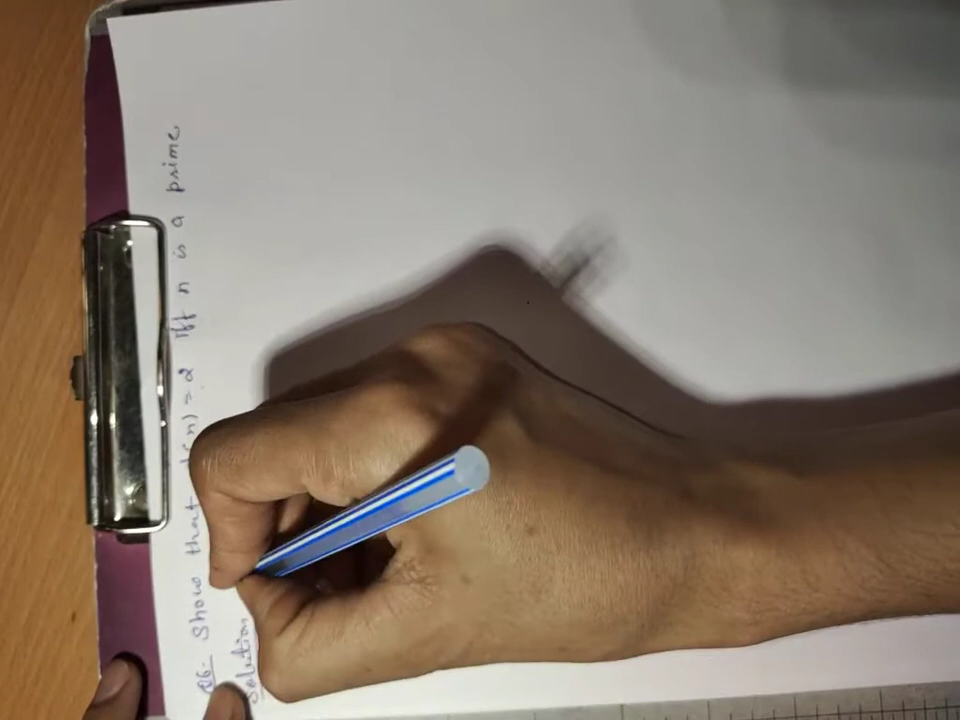 Q6- Show that (n) = 2 iff n is a prime.
Solution